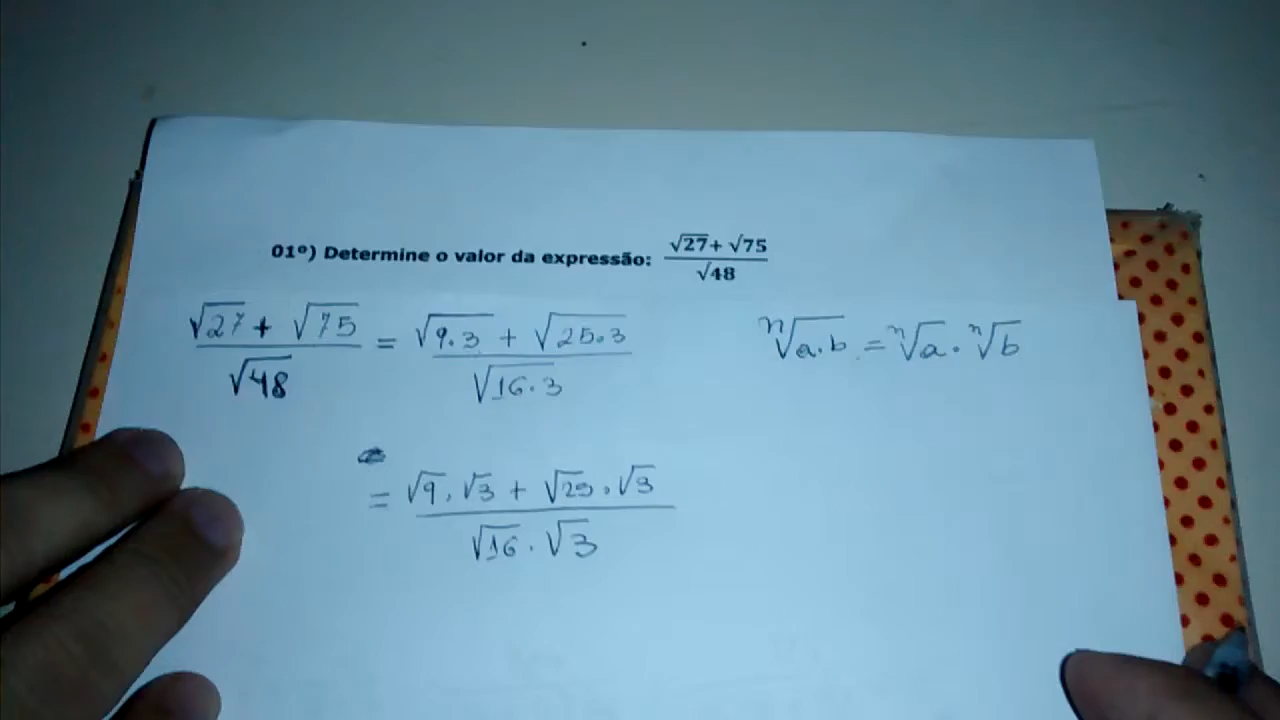 01º) Determine o valor da expressão: (√27 + √75)/√48
(√27 + √75)/√48 = (√9.3 + √25.3)/√16.3
ⁿ√a.b = ⁿ√a . ⁿ√b
= (√9 . √3 + √25 . √3)/(√16 . √3)